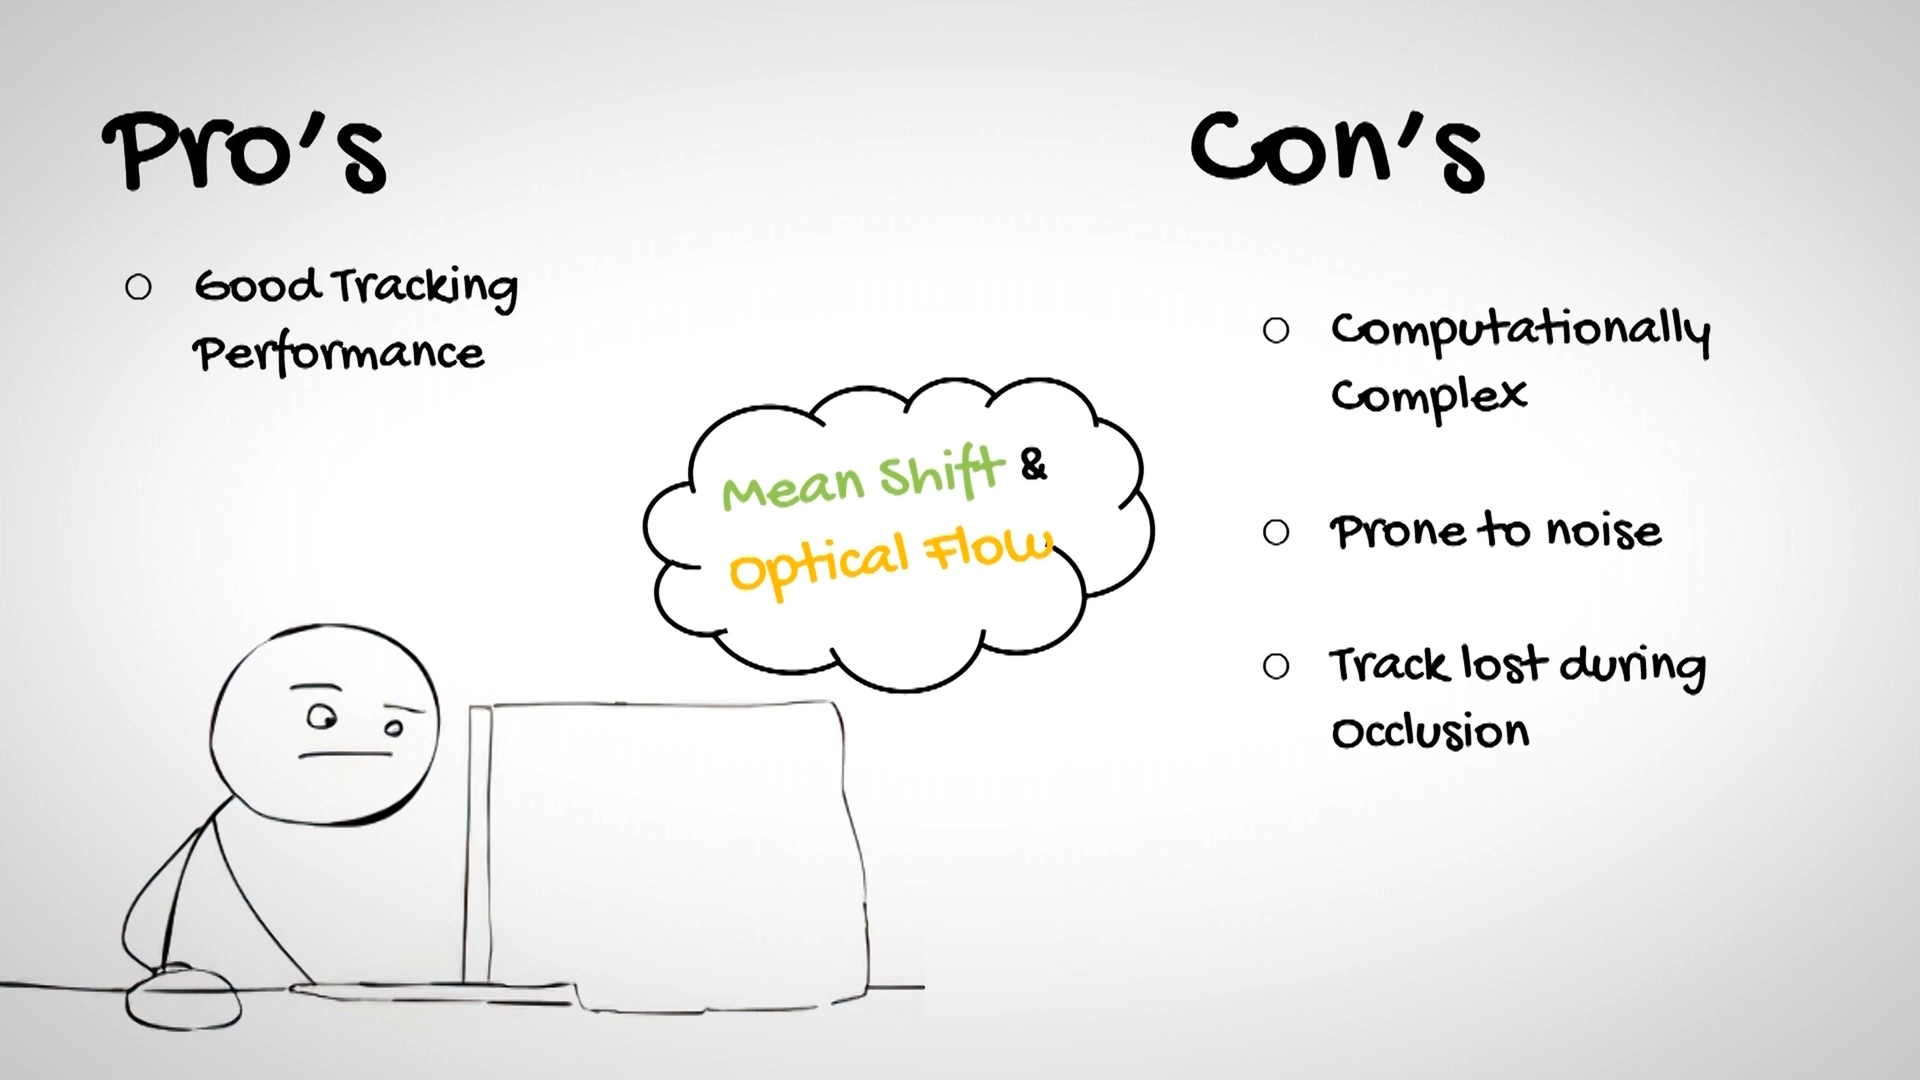 Pro's
Good Tracking
Performance
Mean Shift &
Optical Flow
Con's
Computationally
Complex
Prone to noise
Track lost during
Occlusion